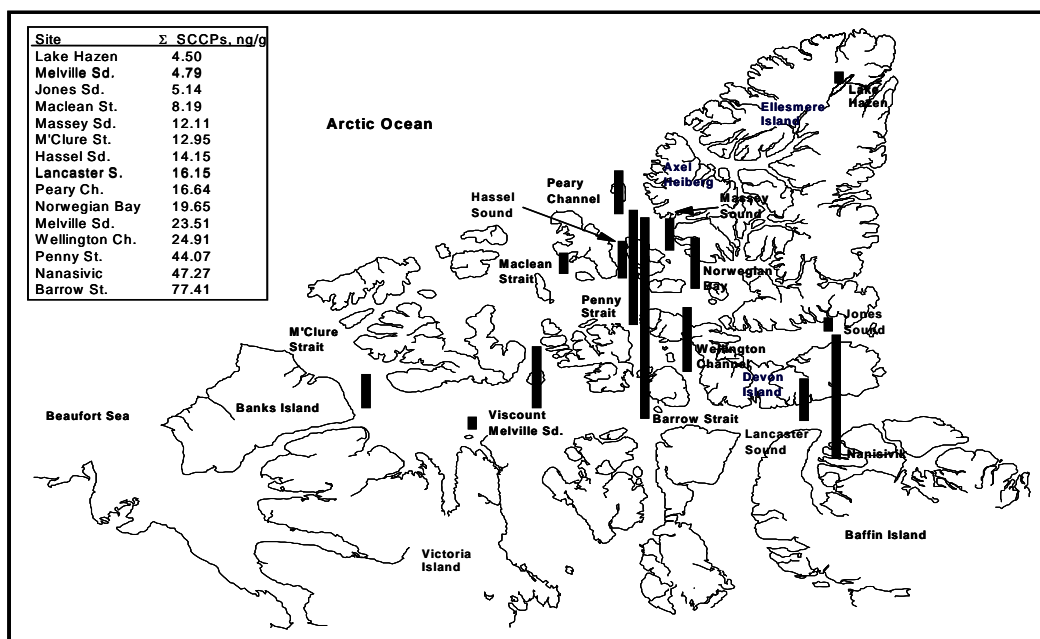 Site Σ SCCPs, ng/g
Lake Hazen 4.50
Melville Sd. 4.79
Jones Sd. 5.14
Maclean St. 8.19
Massey Sd. 12.11
M'Clure St. 12.95
Hassel Sd. 14.15
Lancaster S. 16.15
Peary Ch. 16.64
Norwegian Bay 19.65
Melville Sd. 23.51
Wellington Ch. 24.91
Penny St. 44.07
Nanasivic 47.27
Barrow St. 77.41
Arctic Ocean
Lake
Hazen
Ellesmere
Island
Axel
Heiberg
Peary
Channel
Hassel
Sound
Massey
Sound
Maclean
Strait
Norwegian
Bay
Penny
Strait
Jones
Sound
M'Clure
Strait
Wellington
Channel
Devon
Island
Banks Island
Beaufort Sea
Viscount
Melville Sd.
Barrow Strait
Lancaster
Sound
Nanisivik
Baffin Island
Victoria
Island